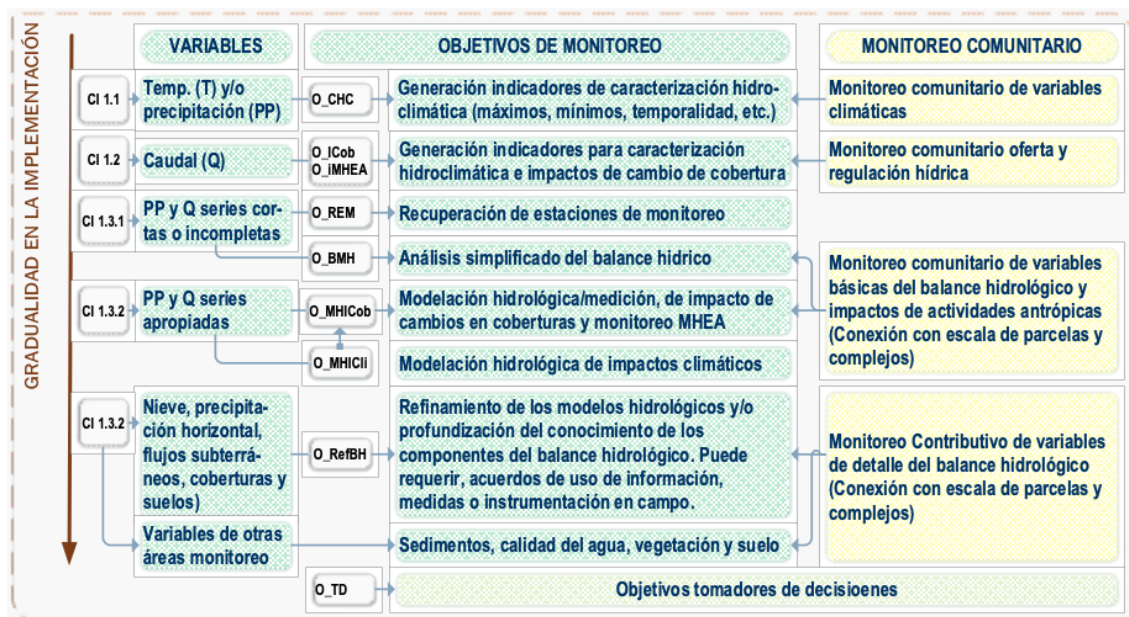 GRADUALIDAD EN LA IMPLEMENTACIÓN
VARIABLES
OBJETIVOS DE MONITOREO
MONITOREO COMUNITARIO
CI 1.1
Temp. (T) y/o
precipitación (PP)
O_CHC
Generación indicadores de caracterización hidro-
climática (máximos, mínimos, temporalidad, etc.)
Monitoreo comunitario de variables
climáticas
CI 1.2
Caudal (Q)
O_ICob
O_iMHEA
Generación indicadores para caracterización
hidroclimática e impactos de cambio de cobertura
Monitoreo comunitario oferta y
regulación hídrica
CI 1.3.1
PP y Q series cor-
tas o incompletas
O_REM
Recuperación de estaciones de monitoreo
O_BMH
Análisis simplificado del balance hidrico
Monitoreo comunitario de variables
básicas del balance hidrológico y
impactos de actividades antrópicas
(Conexión con escala de parcelas y
complejos)
CI 1.3.2
PP y Q series
apropiadas
O_MHICob
Modelación hidrológica/medición, de impacto de
cambios en coberturas y monitoreo MHEA
O_MHICli
Modelación hidrológica de impactos climáticos
CI 1.3.2
Nieve, precipita-
ción horizontal,
flujos subterrá-
neos, coberturas y
suelos)
O_RefBH
Refinamiento de los modelos hidrológicos y/o
profundización del conocimiento de los
componentes del balance hidrológico. Puede
requerir, acuerdos de uso de información,
medidas o instrumentación en campo.
Monitoreo Contributivo de variables
de detalle del balance hidrológico
(Conexión con escala de parcelas y
complejos)
Variables de otras
áreas monitoreo
Sedimentos, calidad del agua, vegetación y suelo
O_TD
Objetivos tomadores de decisioenes